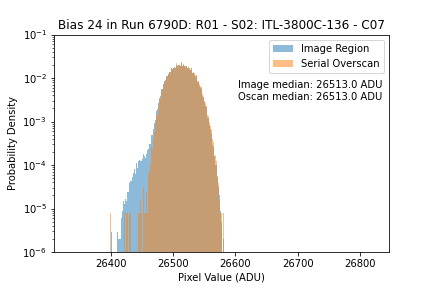 Bias 24 in Run 6790D: R01 - S02: ITL-3800C-136 - C07
Image Region
Serial Overscan
Image median: 26513.0 ADU
Oscan median: 26513.0 ADU
Probability Density
10⁻¹
10⁻²
10⁻³
10⁻⁴
10⁻⁵
10⁻⁶
26400 26500 26600 26700 26800
Pixel Value (ADU)